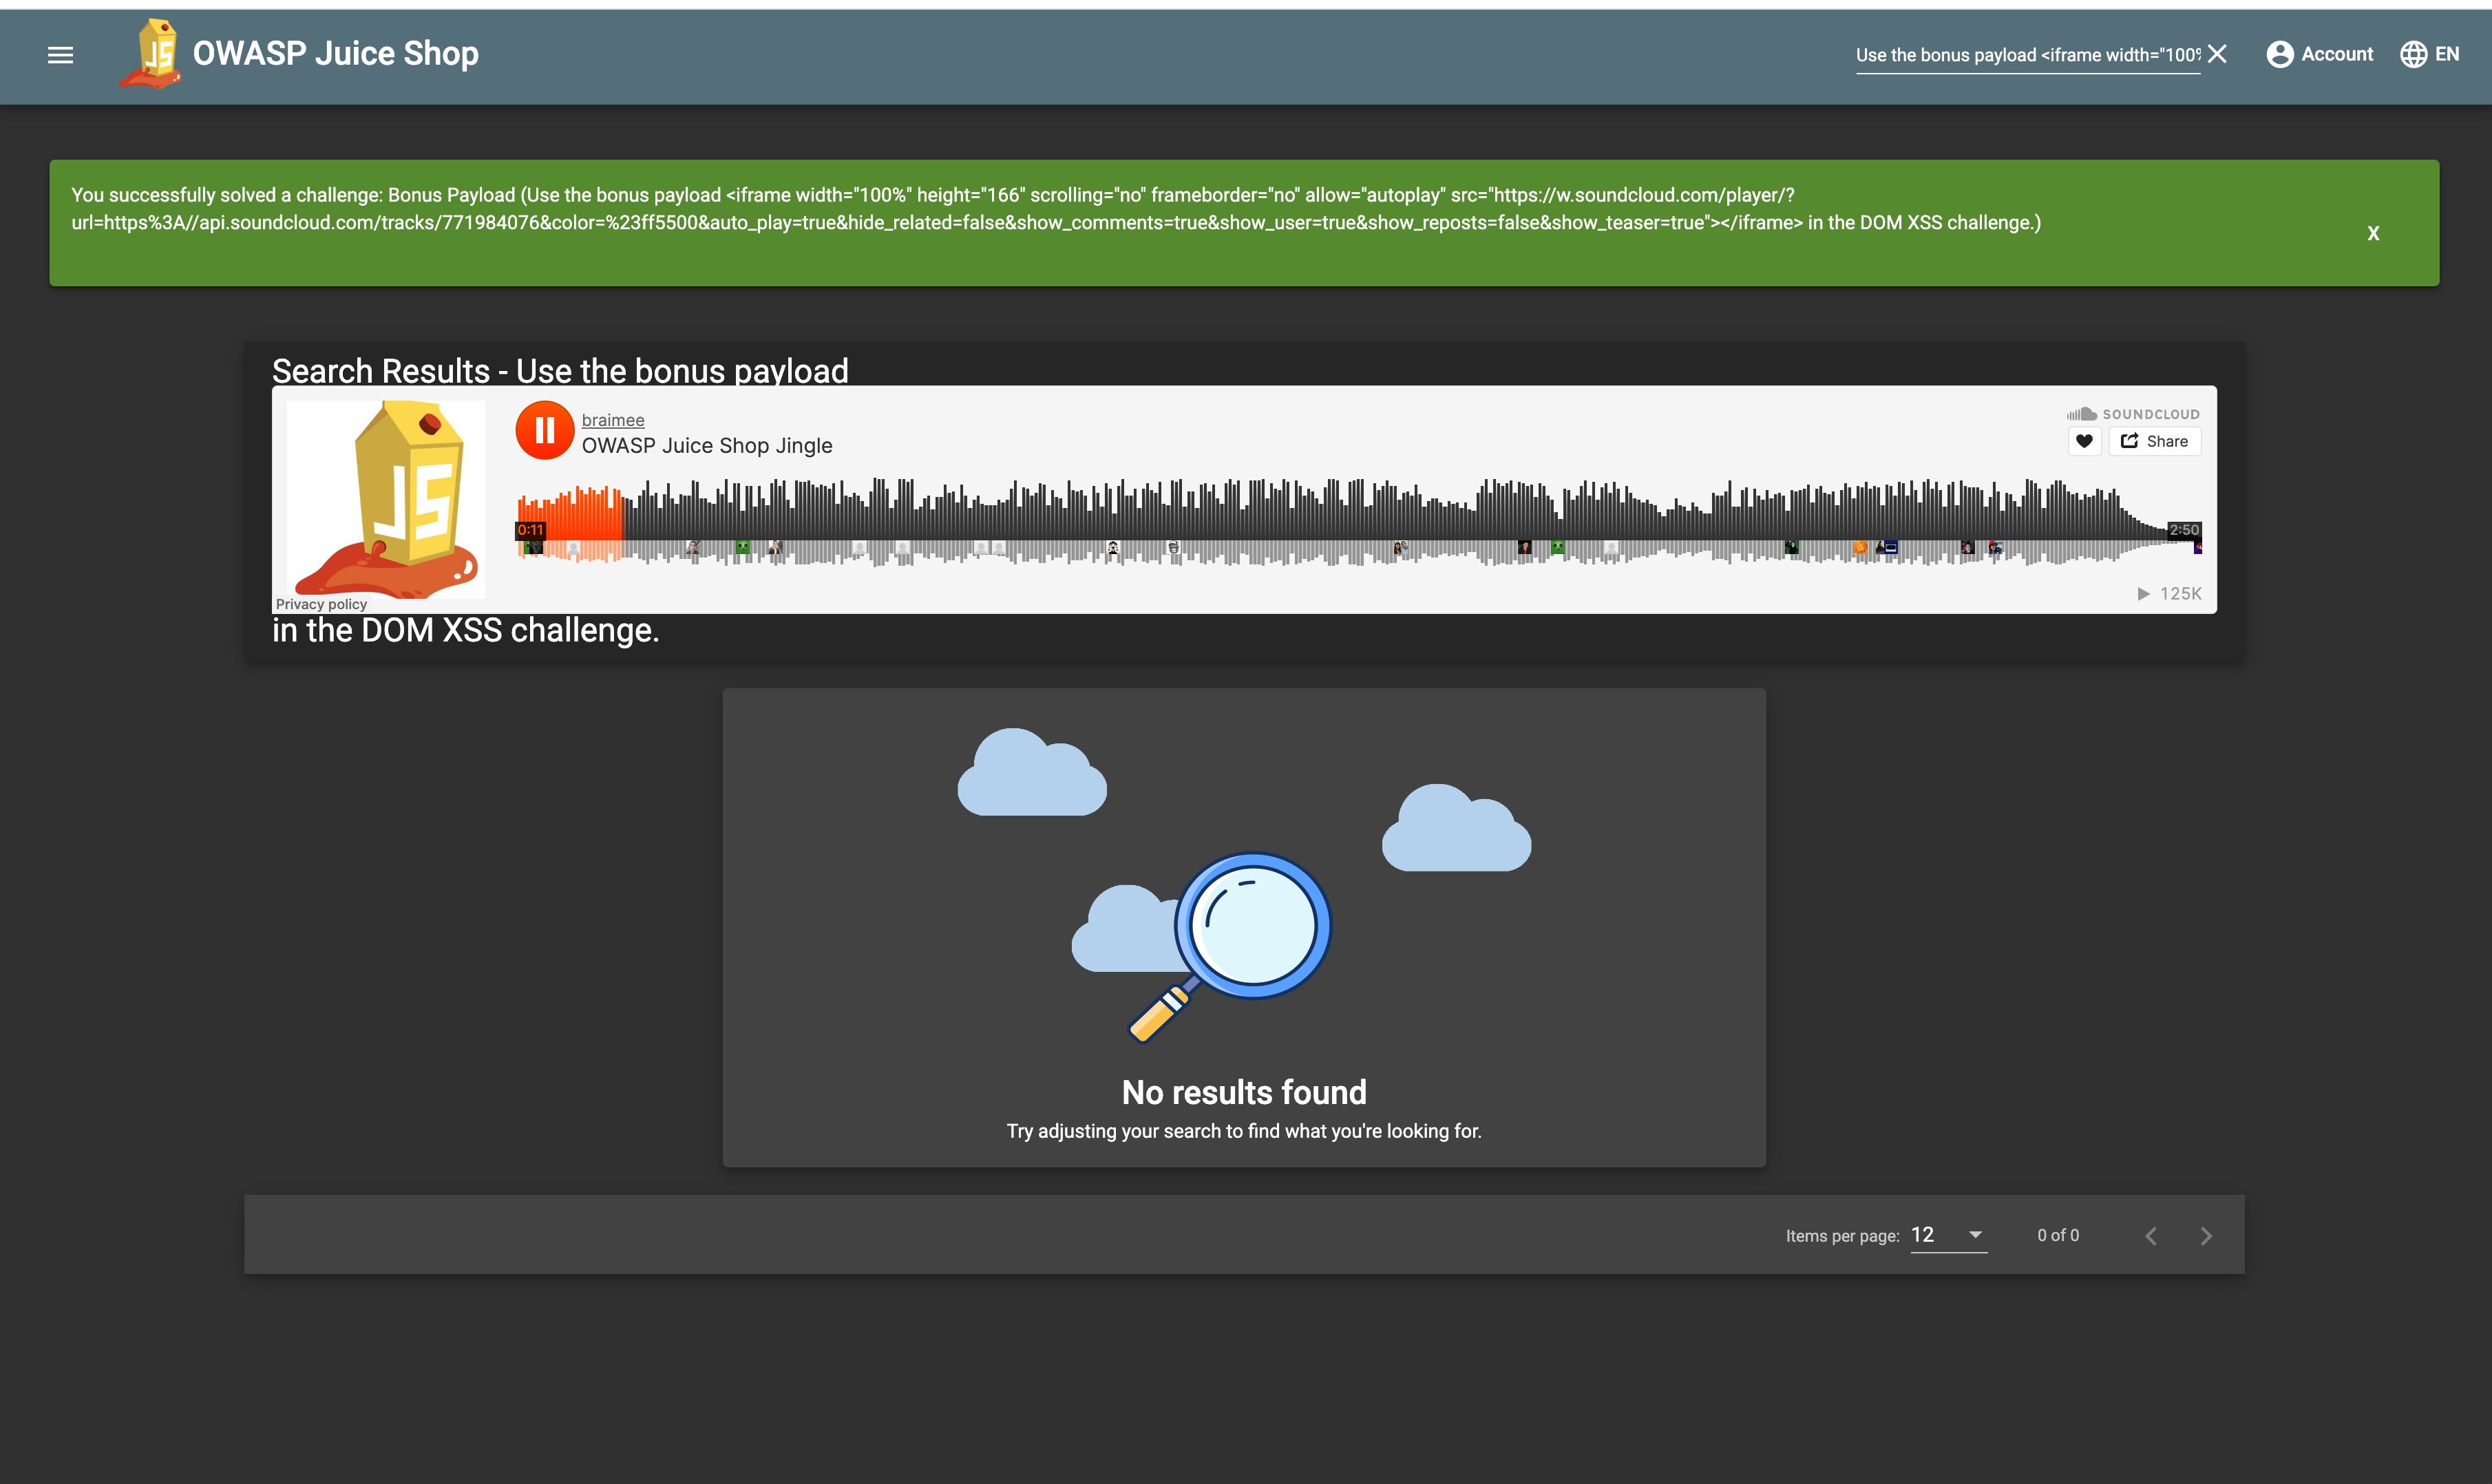 JS
OWASP Juice Shop
Use the bonus payload <iframe width="100%
Account
EN
You successfully solved a challenge: Bonus Payload (Use the bonus payload <iframe width="100%" height="166" scrolling="no" frameborder="no" allow="autoplay" src="https://w.soundcloud.com/player/?
url=https%3A//api.soundcloud.com/tracks/771984076&color=%23ff5500&auto_play=true&hide_related=false&show_comments=true&show_user=true&show_reposts=false&show_teaser=true"></iframe> in the DOM XSS challenge.)
X
Search Results - Use the bonus payload
JS
braimee
OWASP Juice Shop Jingle
SOUNDCLOUD
Share
0:11
2:50
Privacy policy
125K
in the DOM XSS challenge.
No results found
Try adjusting your search to find what you're looking for.
Items per page: 12
0 of 0